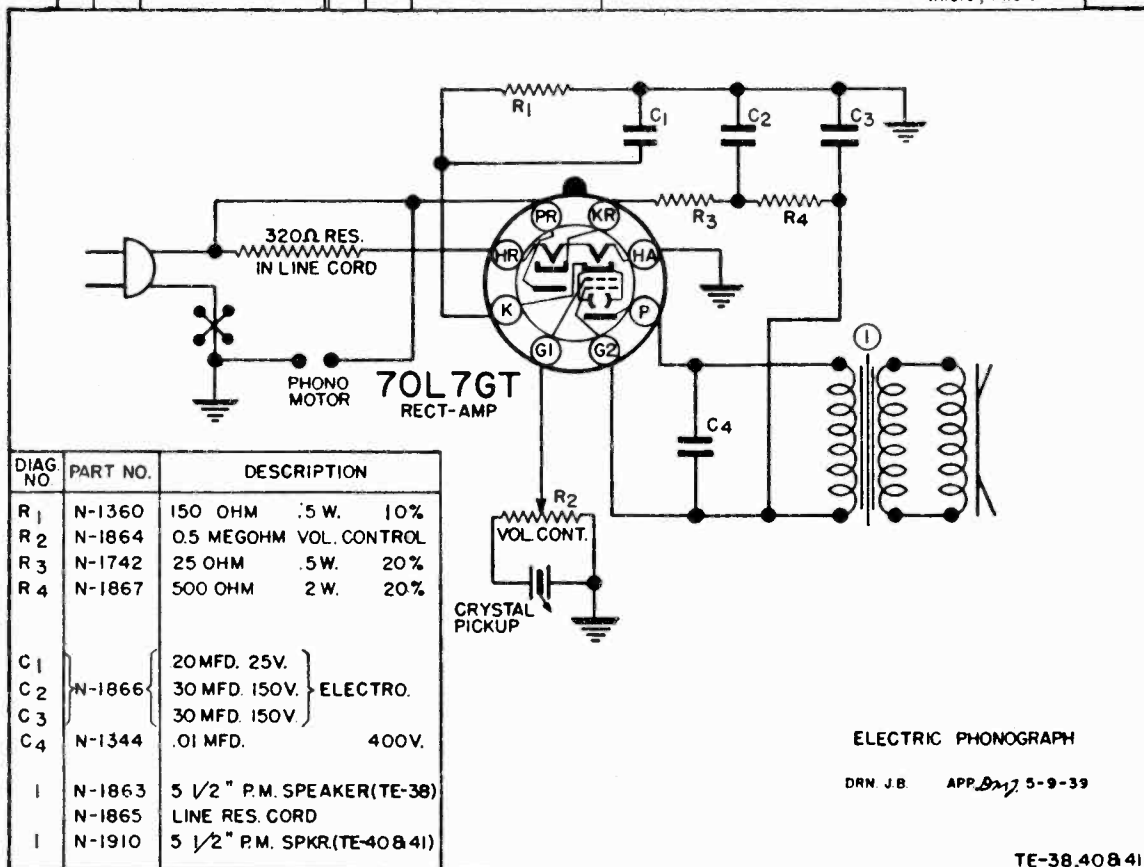 R1
C1
C2
C3
R3
R4
PR
KR
HR
HA
K
P
G1
G2
320Ω RES.
IN LINE CORD
PHONO
MOTOR
70L7GT
RECT-AMP
1
C4
R2
VOL. CONT.
CRYSTAL
PICKUP
DIAG. NO. PART NO. DESCRIPTION
R1 N-1360 150 OHM .5 W. 10%
R2 N-1864 0.5 MEGOHM VOL. CONTROL
R3 N-1742 25 OHM .5 W. 20%
R4 N-1867 500 OHM 2 W. 20%
C1 20 MFD. 25V.
C2 N-1866 30 MFD. 150V. ELECTRO.
C3 30 MFD. 150V.
C4 N-1344 .01 MFD. 400V.
1 N-1863 5 1/2" P.M. SPEAKER(TE-38)
N-1865 LINE RES. CORD
1 N-1910 5 1/2" P.M. SPKR.(TE-40&41)
ELECTRIC PHONOGRAPH
DRN. J.B. APP. 5-9-39
TE-38,40&41